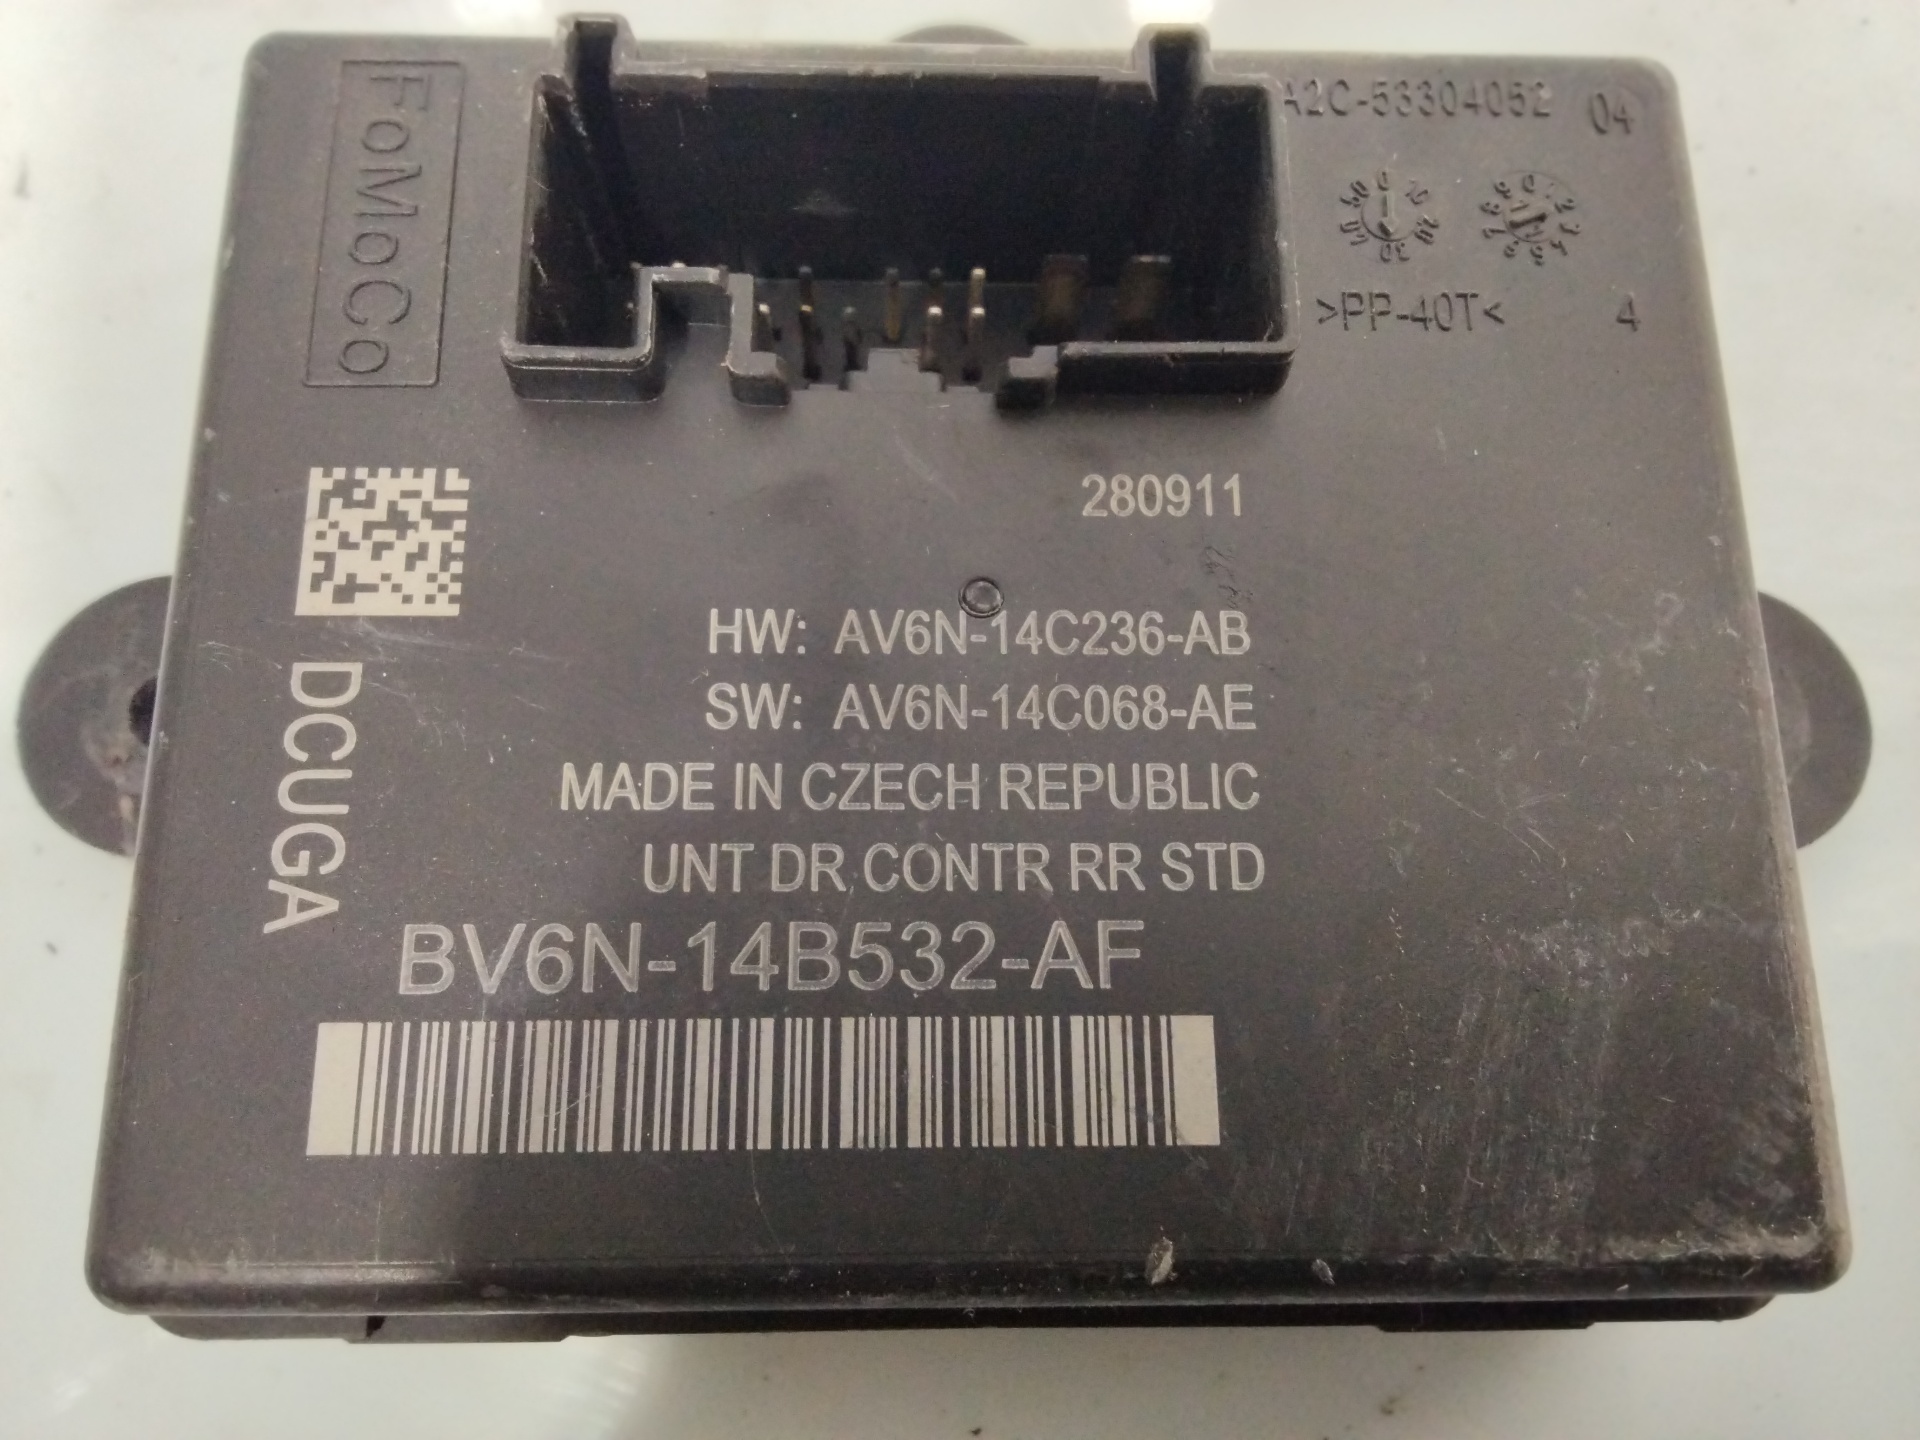 FoMoCo
A2C-53304052 04
>PP-40T< 4
280911
HW: AV6N-14C236-AB
SW: AV6N-14C068-AE
MADE IN CZECH REPUBLIC
UNT DR CONTR RR STD
DCUGA
BV6N-14B532-AF